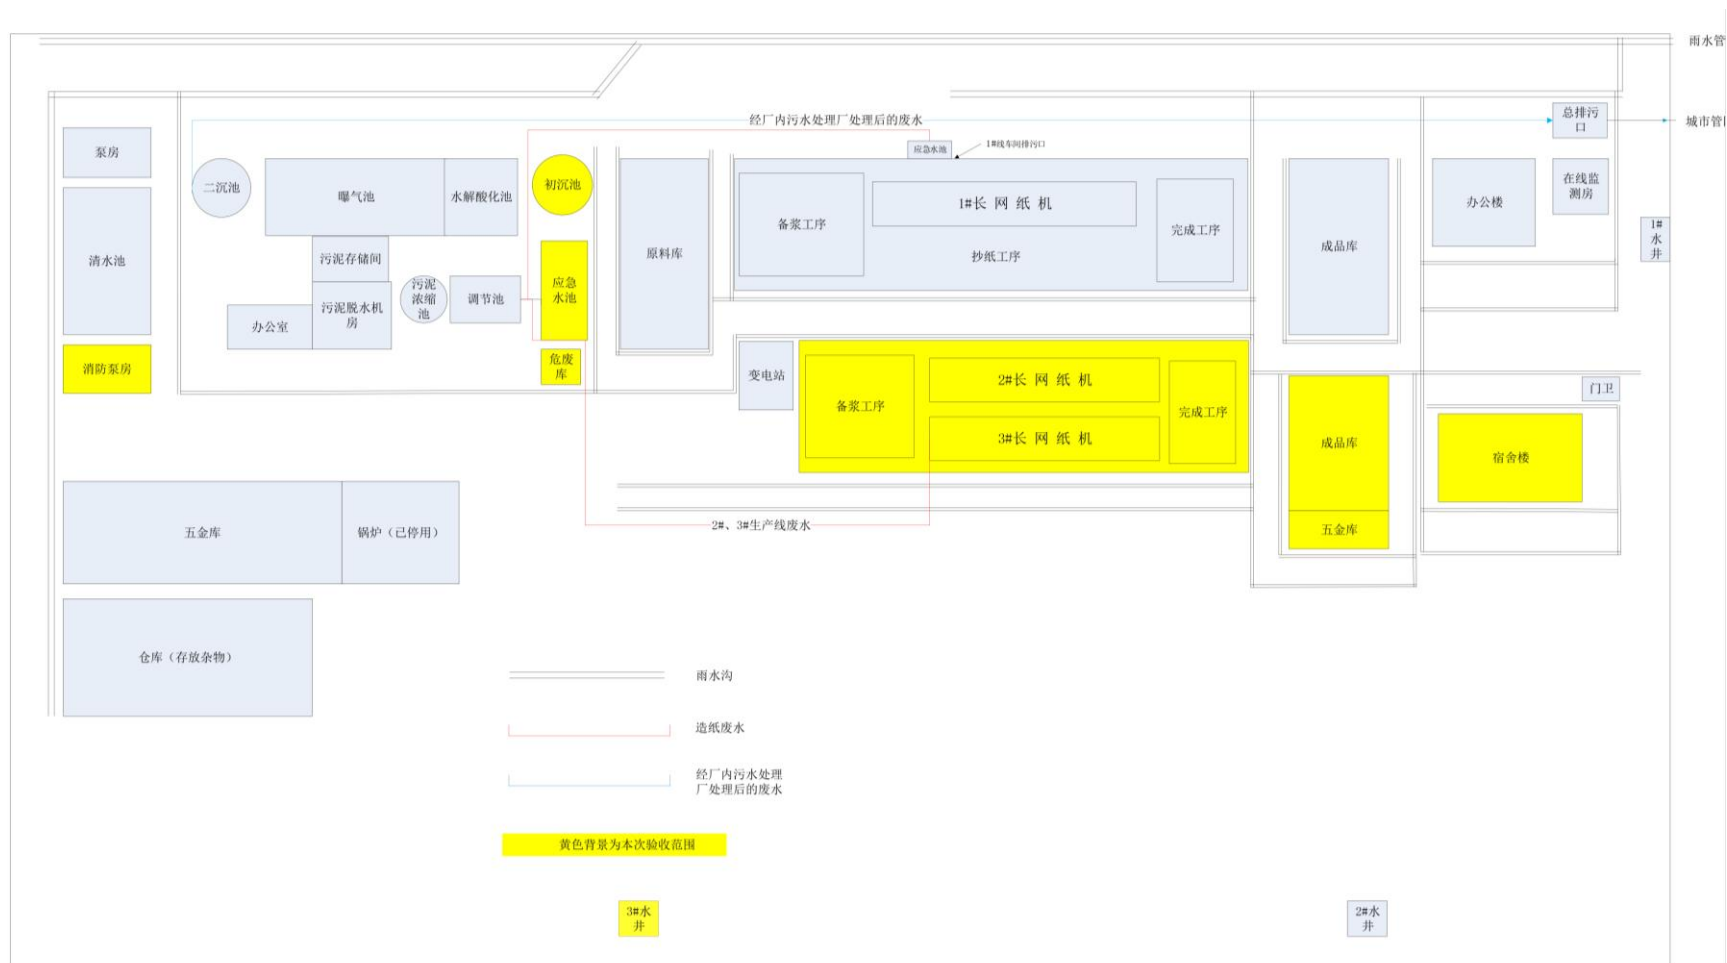 雨水管
经厂内污水处理厂处理后的废水
总排污
口
城市管
泵房
二沉池
曝气池
水解酸化池
初沉池
应急水池
1#线车间排污口
在线监
测房
办公楼
1#
水
井
备浆工序
1#长 网 纸 机
抄纸工序
完成工序
成品库
原料库
清水池
污泥存储间
污泥
浓缩
池
调节池
应急
水池
办公室
污泥脱水机
房
消防泵房
危废
库
变电站
备浆工序
2#长 网 纸 机
3#长 网 纸 机
完成工序
门卫
成品库
宿舍楼
五金库
2#、3#生产线废水
五金库
锅炉（已停用）
仓库（存放杂物）
雨水沟
造纸废水
经厂内污水处理
厂处理后的废水
黄色背景为本次验收范围
3#水
井
2#水
井